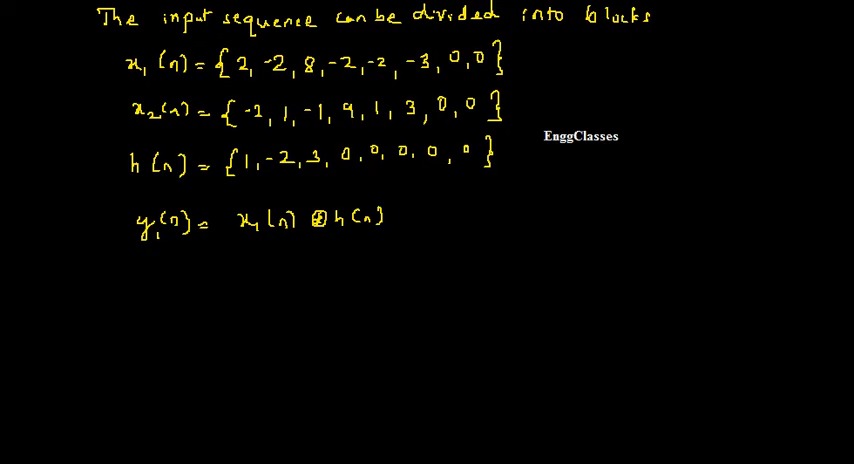 The input sequence can be divided into blocks
x₁(n) = {2, -2, 8, -2, -2, -3, 0, 0}
x₂(n) = {-2, 1, -1, 9, 1, 3, 0, 0}
EnggClasses
h(n) = {1, -2, 3, 0, 0, 0, 0, 0}
y₁(n) = x₁(n) h(n)